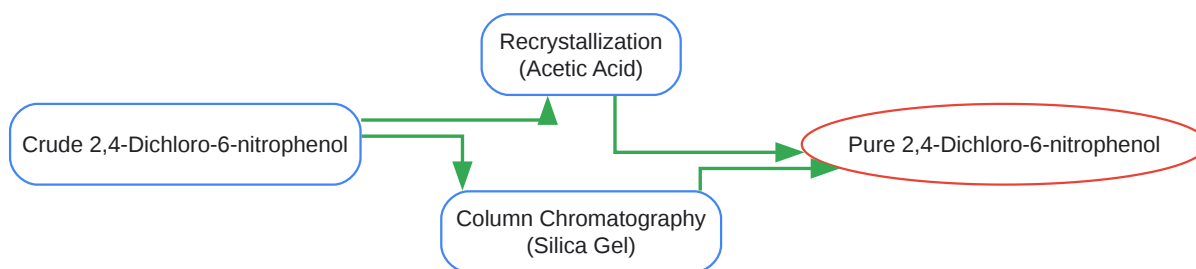 Recrystallization
(Acetic Acid)
Crude 2,4-Dichloro-6-nitrophenol
Pure 2,4-Dichloro-6-nitrophenol
Column Chromatography
(Silica Gel)